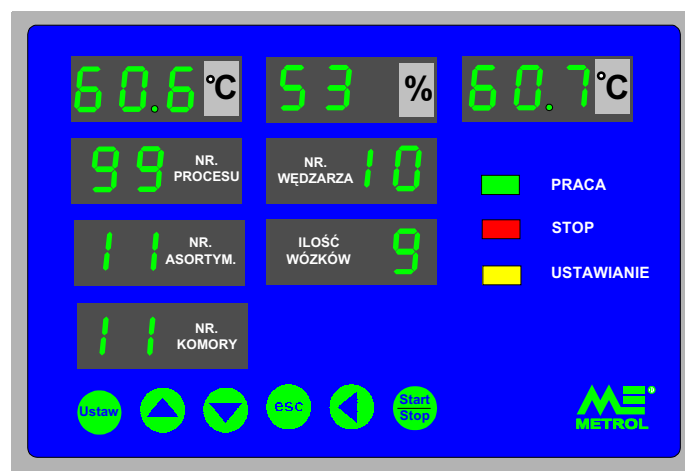 60.6 °C
53 %
60.7 °C
99 NR.
PROCESU
NR.
WĘDZARZA 10
PRACA
11 NR.
ASORTYM.
ILOŚĆ
WÓZKÓW 9
STOP
USTAWIANIE
11 NR.
KOMORY
Ustaw
esc
Start
Stop
METROL